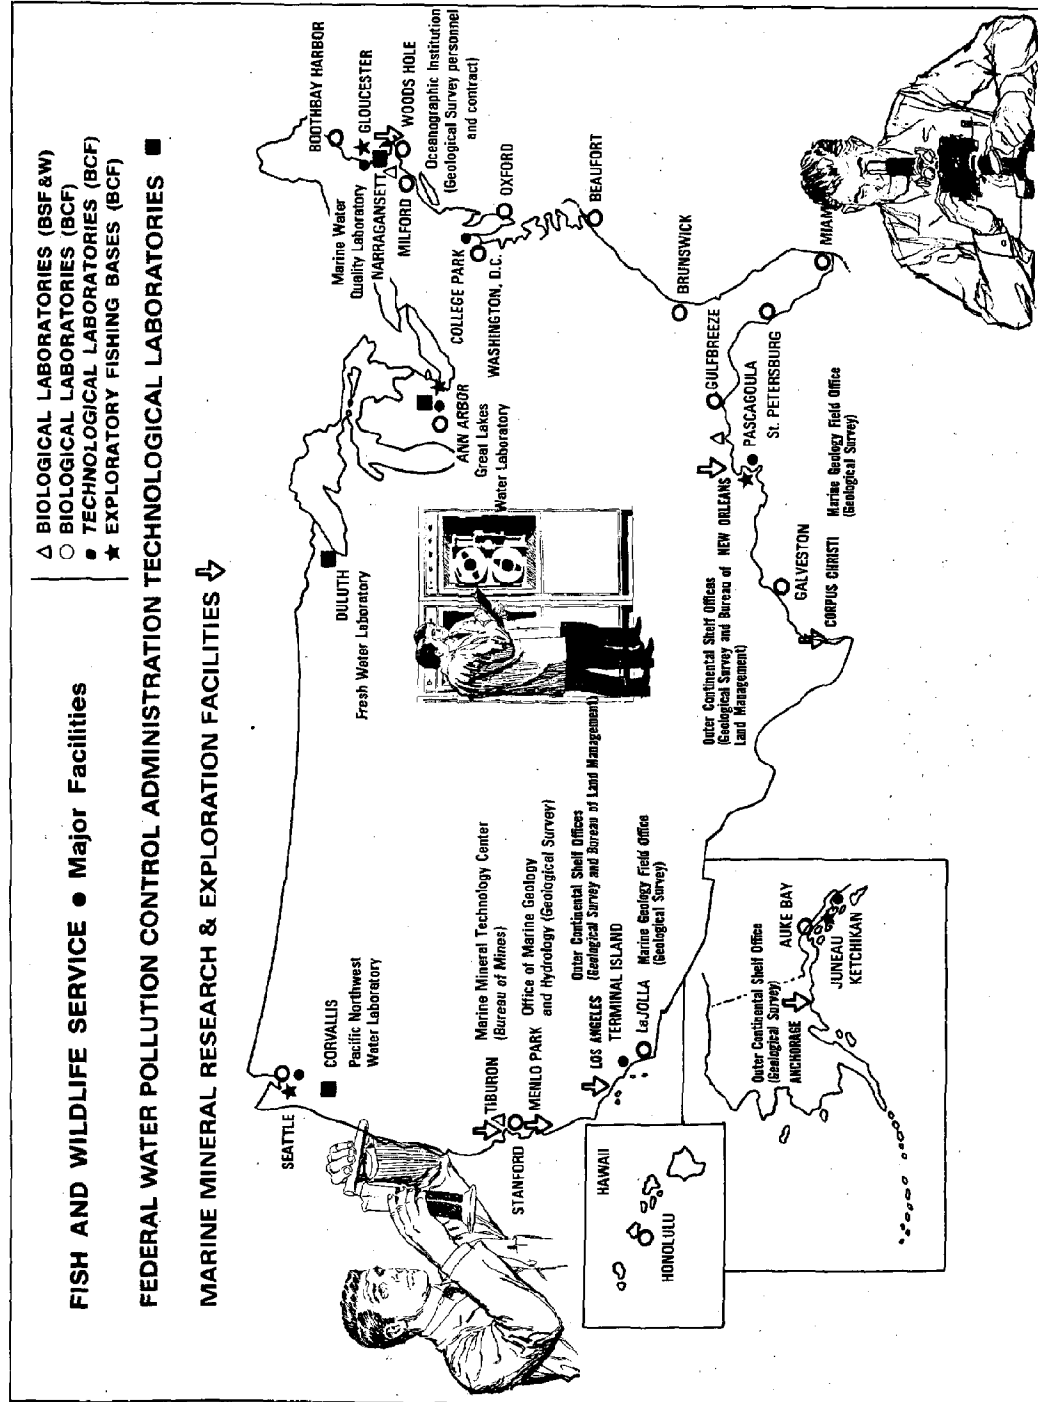 FISH AND WILDLIFE SERVICE ● Major Facilities
△ BIOLOGICAL LABORATORIES (BSF&W)
○ BIOLOGICAL LABORATORIES (BCF)
● TECHNOLOGICAL LABORATORIES (BCF)
★ EXPLORATORY FISHING BASES (BCF)
FEDERAL WATER POLLUTION CONTROL ADMINISTRATION TECHNOLOGICAL LABORATORIES ■
MARINE MINERAL RESEARCH & EXPLORATION FACILITIES
SEATTLE
CORVALLIS
Pacific Northwest
Water Laboratory
DULUTH
Fresh Water Laboratory
ANN ARBOR
Great Lakes
Water Laboratory
BOOTHBAY HARBOR
Marine Water
Quality Laboratory
GLOUCESTER
NARRAGANSETT
WOODS HOLE
Oceanographic Institution
(Geological Survey personnel
and contract)
MILFORD
COLLEGE PARK
WASHINGTON, D.C.
OXFORD
BEAUFORT
BRUNSWICK
MIAMI
St. PETERSBURG
GULFBREEZE
PASCAGOULA
Outer Continental Shelf Offices
(Geological Survey and Bureau of
Land Management)
NEW ORLEANS
GALVESTON
CORPUS CHRISTI
Marine Geology Field Office
(Geological Survey)
TIBURON
Marine Mineral Technology Center
(Bureau of Mines)
STANFORD
MENLO PARK
Office of Marine Geology
and Hydrology (Geological Survey)
LOS ANGELES
Outer Continental Shelf Offices
(Geological Survey and Bureau of Land Management)
TERMINAL ISLAND
LaJOLLA
Marine Geology Field Office
(Geological Survey)
HAWAII
HONOLULU
Outer Continental Shelf Office
(Geological Survey)
ANCHORAGE
AUKE BAY
JUNEAU
KETCHIKAN